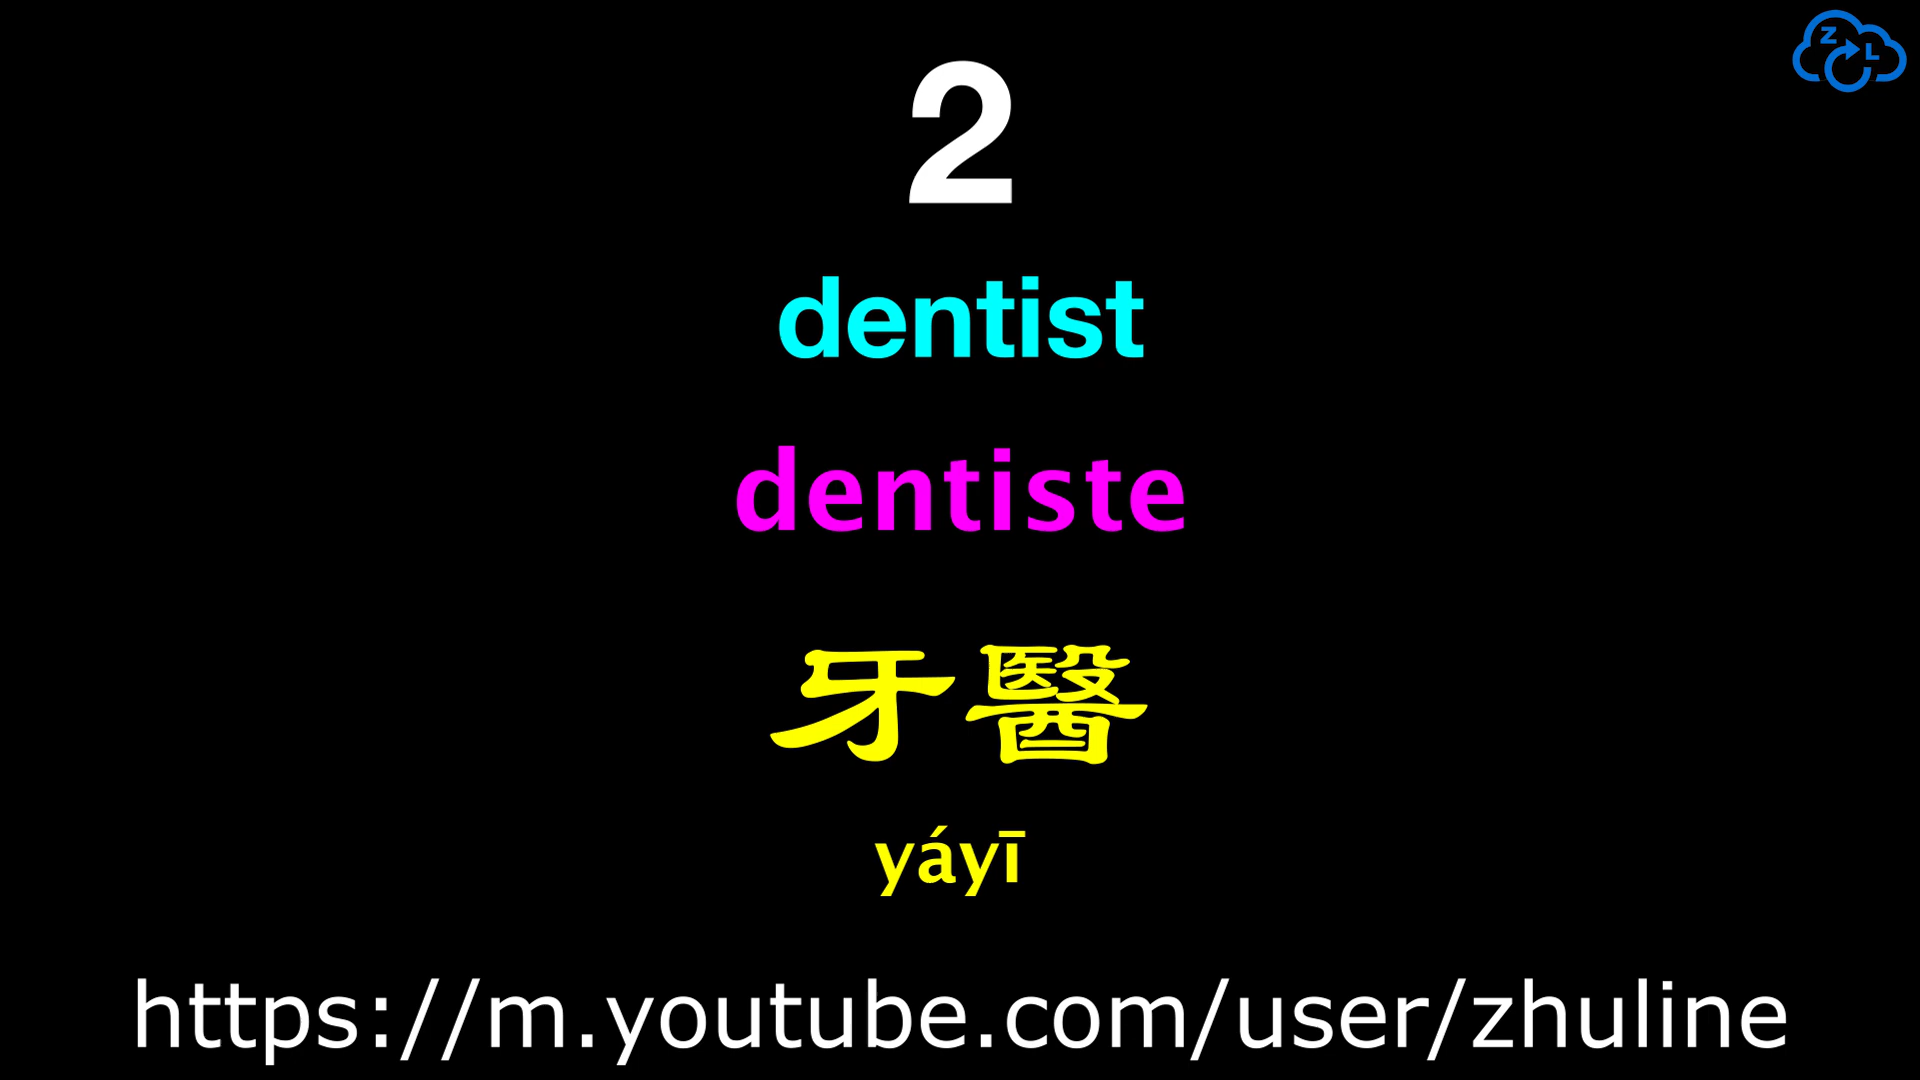 Z L
2
dentist
dentiste
牙醫
yáyī
https://m.youtube.com/user/zhuline